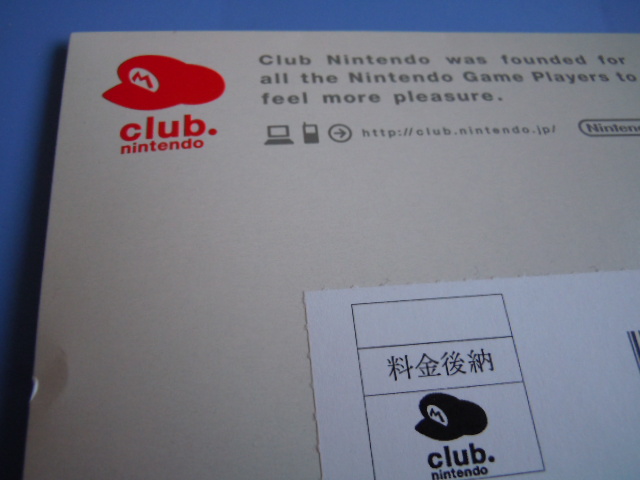 M
club.
nintendo
Club Nintendo was founded for
all the Nintendo Game Players to
feel more pleasure.
http://club.nintendo.jp/
料金後納
M
club.
nintendo